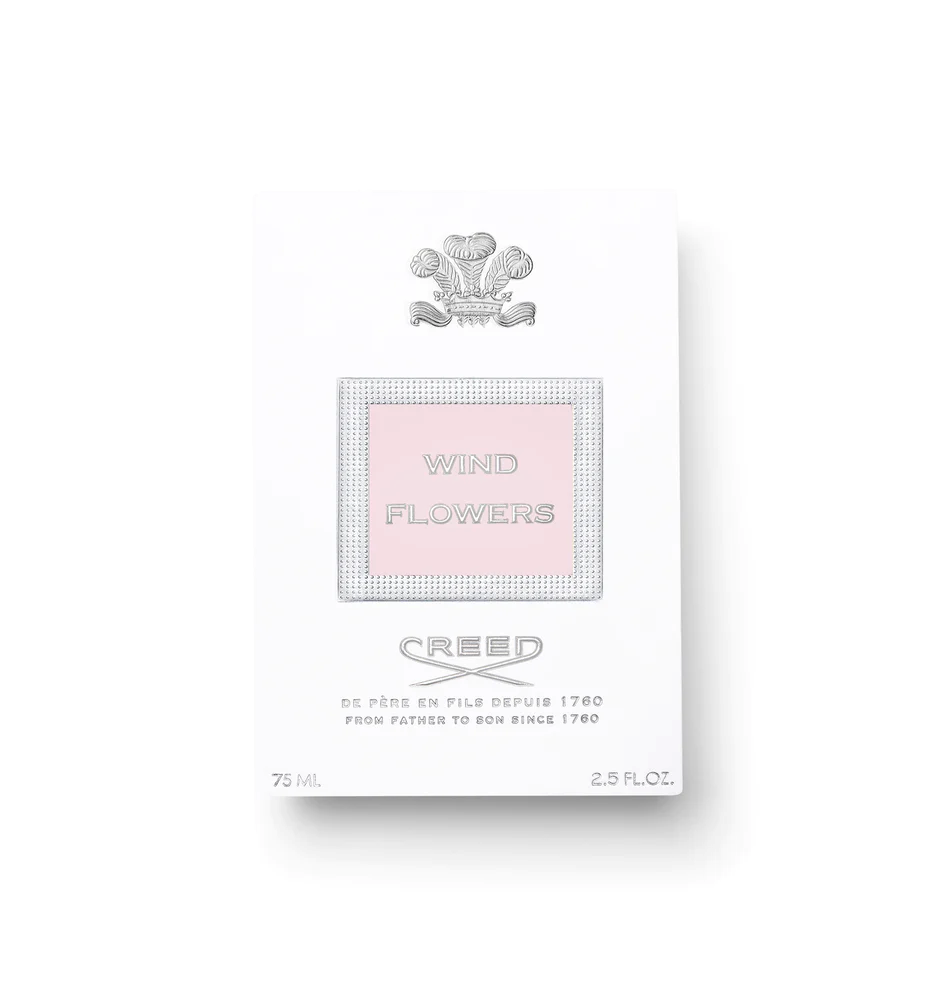 WIND
FLOWERS
CREED
DE PÈRE EN FILS DEPUIS 1760
FROM FATHER TO SON SINCE 1760
75 ML
2.5 FL.OZ.